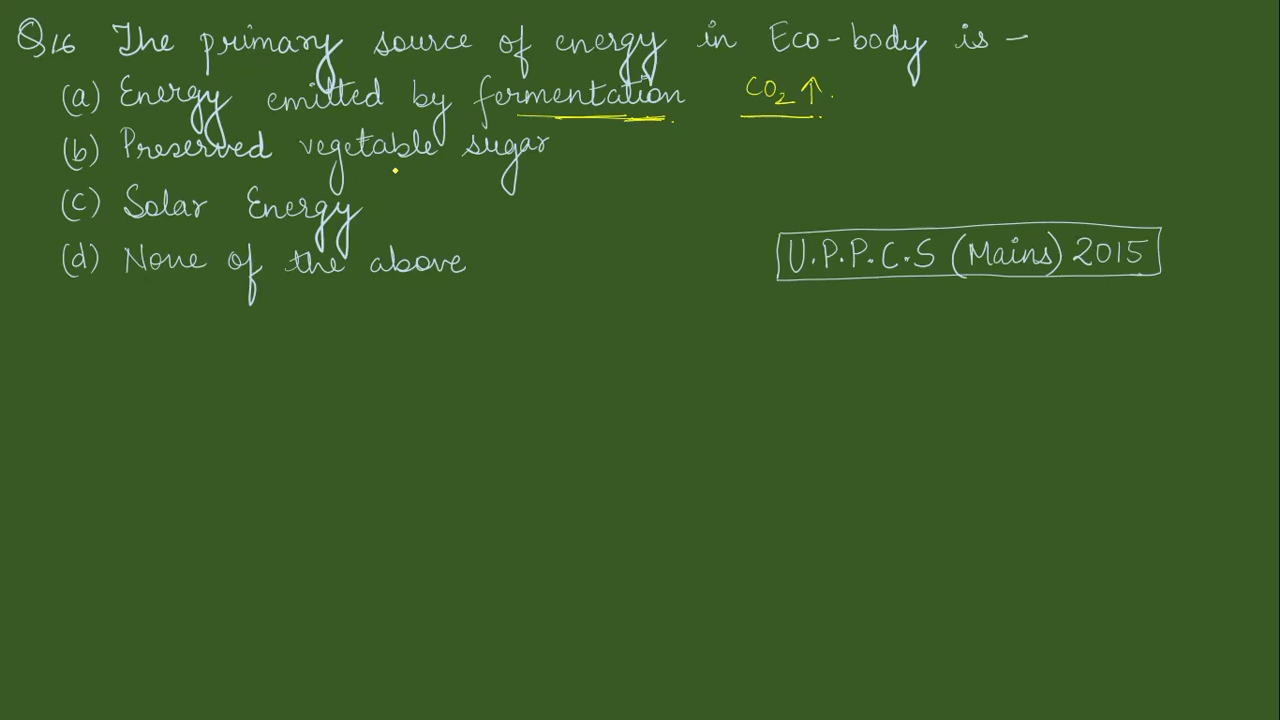 Q16 The primary source of energy in Eco-body is -
(a) Energy emitted by fermentation CO2↑.
(b) Preserved vegetable sugar
(c) Solar Energy
(d) None of the above
U.P.P.C.S (Mains) 2015